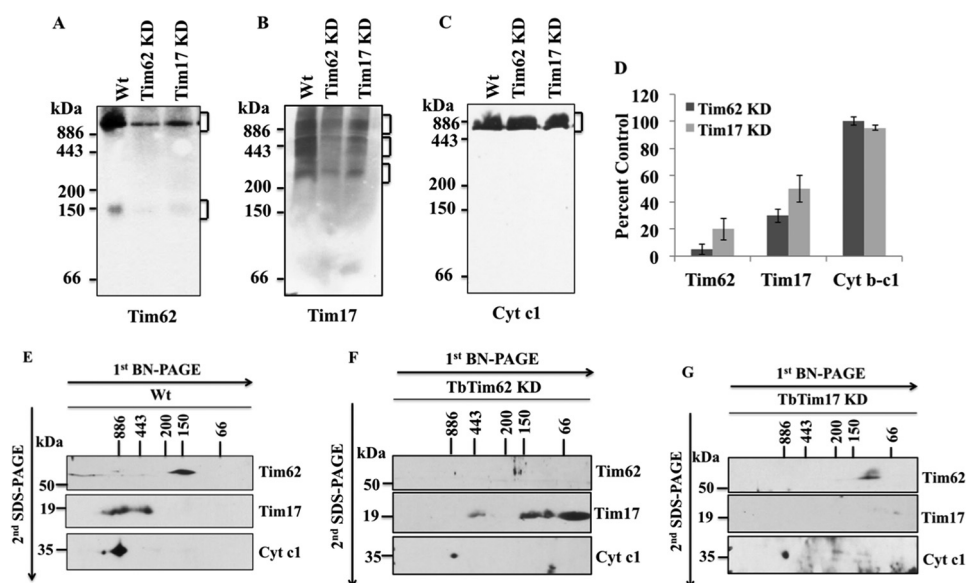 A
Wt
Tim62 KD
Tim17 KD
kDa
886
443
200
150
66
Tim62
B
Wt
Tim62 KD
Tim17 KD
kDa
886
443
200
150
66
Tim17
C
Wt
Tim62 KD
Tim17 KD
kDa
886
443
200
150
66
Cyt c1
D
Percent Control
120
100
80
60
40
20
0
Tim62 KD
Tim17 KD
Tim62
Tim17
Cyt b-c1
E
1st BN-PAGE
Wt
2nd SDS-PAGE
kDa
886
443
200
150
66
50
Tim62
19
Tim17
35
Cyt c1
F
1st BN-PAGE
TbTim62 KD
2nd SDS-PAGE
kDa
886
443
200
150
66
50
Tim62
19
Tim17
35
Cyt c1
G
1st BN-PAGE
TbTim17 KD
2nd SDS-PAGE
kDa
886
443
200
150
66
50
Tim62
19
Tim17
35
Cyt c1